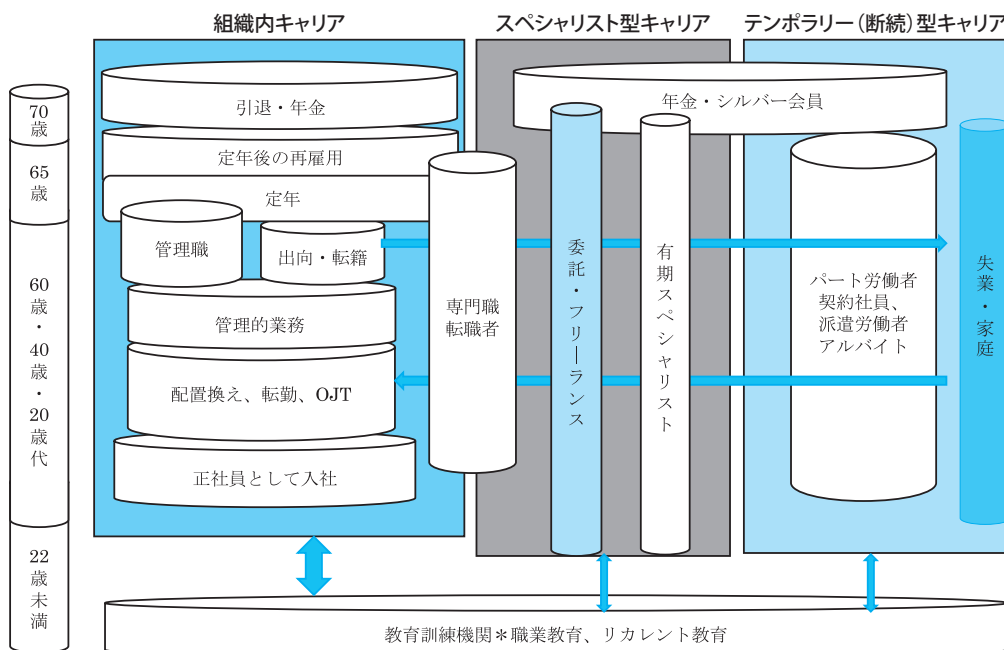 組織内キャリア
スペシャリスト型キャリア
テンポラリー（断続）型キャリア
70
歳
65
歳
60
歳
・
40
歳
・
20
歳
代
22
歳
未
満
引退・年金
定年後の再雇用
定年
管理職
出向・転籍
管理的業務
配置換え、転勤、OJT
正社員として入社
専門職
転職者
年金・シルバー会員
委託・フリーランス
有期スペシャリスト
パート労働者
契約社員、
派遣労働者
アルバイト
失業・家庭
教育訓練機関＊職業教育、リカレント教育